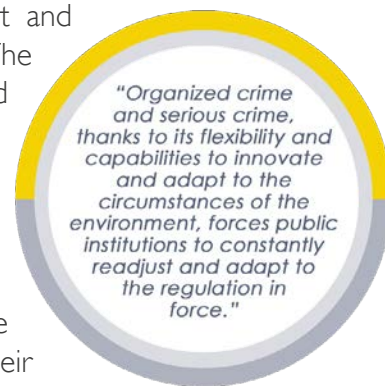 t and
The
d
"Organized crime
and serious crime,
thanks to its flexibility and
capabilities to innovate
and adapt to the
circumstances of the
environment, forces public
institutions to constantly
readjust and adapt to
the regulation in
force."
e
eir